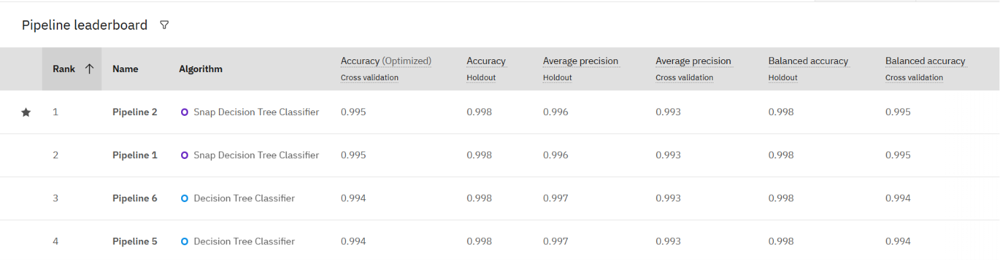 Pipeline leaderboard
Rank Name Algorithm Accuracy (Optimized) Accuracy Average precision Average precision Balanced accuracy Balanced accuracy
Cross validation Holdout Holdout Cross validation Holdout Cross validation
1 Pipeline 2 Snap Decision Tree Classifier 0.995 0.998 0.996 0.993 0.998 0.995
2 Pipeline 1 Snap Decision Tree Classifier 0.995 0.998 0.996 0.993 0.998 0.995
3 Pipeline 6 Decision Tree Classifier 0.994 0.998 0.997 0.993 0.998 0.994
4 Pipeline 5 Decision Tree Classifier 0.994 0.998 0.997 0.993 0.998 0.994